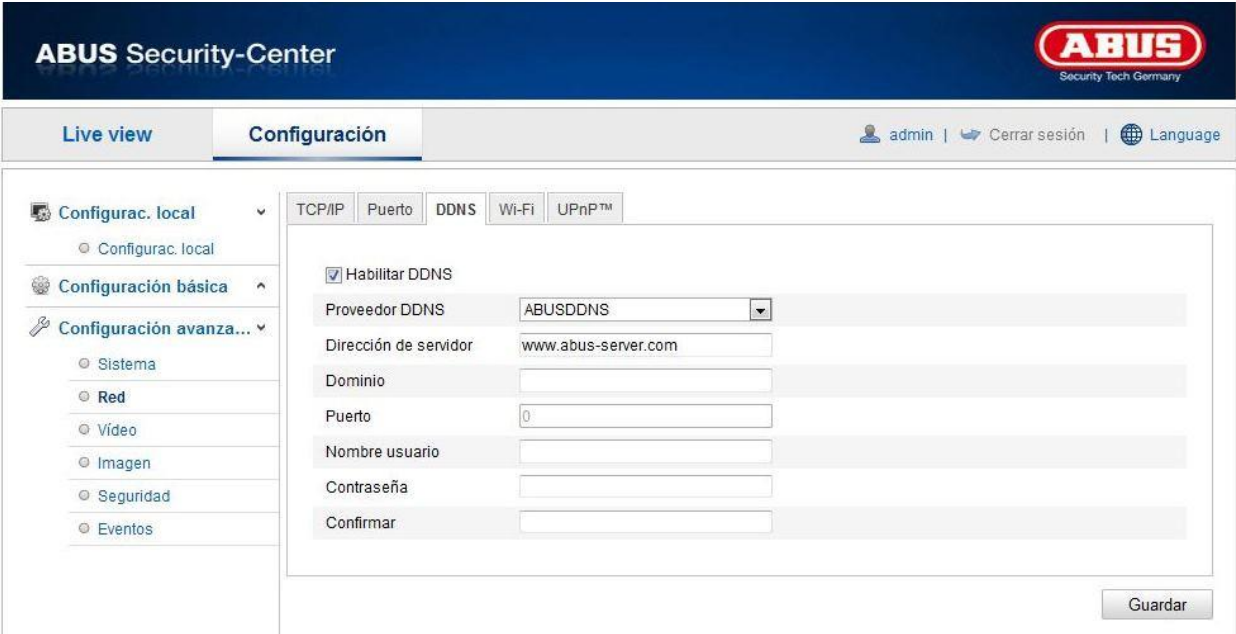 ABUS Security-Center
ABUS
Security Tech Germany
Live view
Configuración
admin | Cerrar sesión | Language
Configurac. local
Configurac. local
Configuración básica
Configuración avanza...
Sistema
Red
Vídeo
Imagen
Seguridad
Eventos
TCP/IP Puerto DDNS Wi-Fi UPnP™
Habilitar DDNS
Proveedor DDNS ABUSDDNS
Dirección de servidor www.abus-server.com
Dominio
Puerto 0
Nombre usuario
Contraseña
Confirmar
Guardar